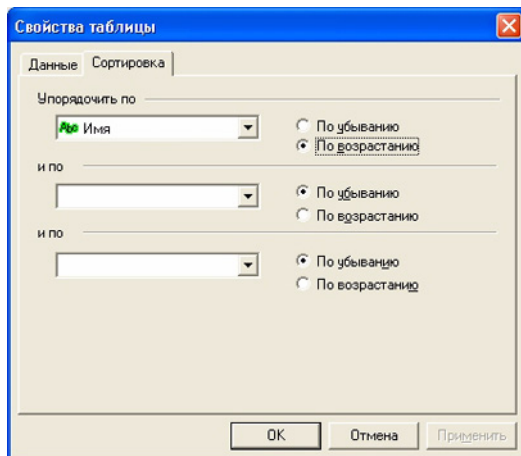 Свойства таблицы
Данные Сортировка
Упорядочить по
Abc Имя
По убыванию
По возрастанию
и по
По убыванию
По возрастанию
и по
По убыванию
По возрастанию
OK Отмена Применить